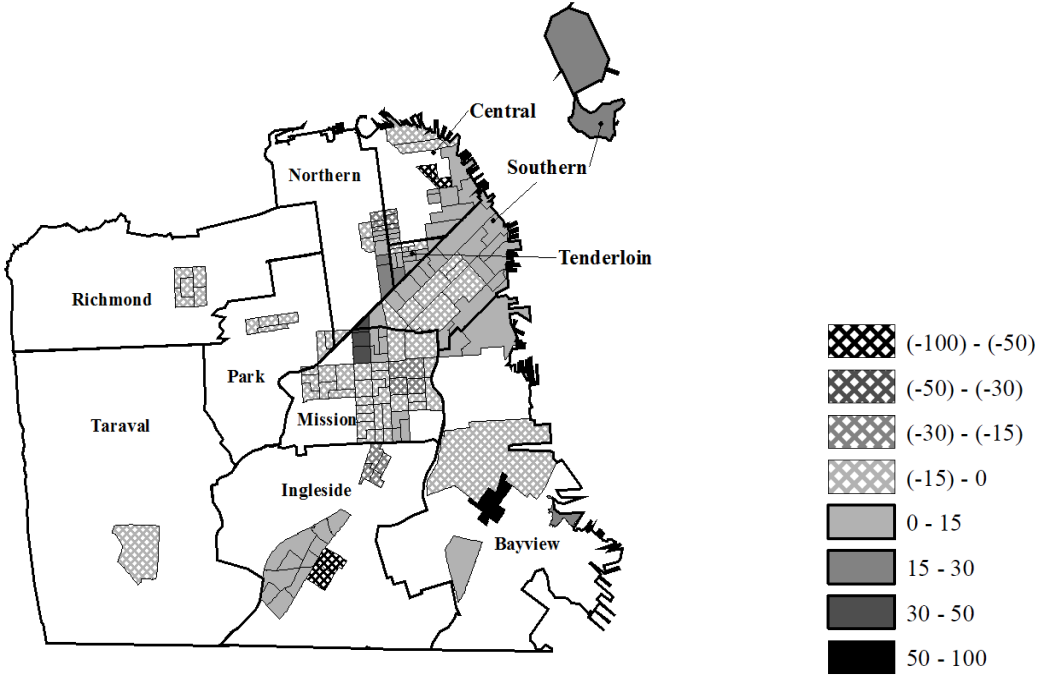 Central
Northern
Southern
Tenderloin
Richmond
Park
Taraval
Mission
Ingleside
Bayview
(-100) - (-50)
(-50) - (-30)
(-30) - (-15)
(-15) - 0
0 - 15
15 - 30
30 - 50
50 - 100